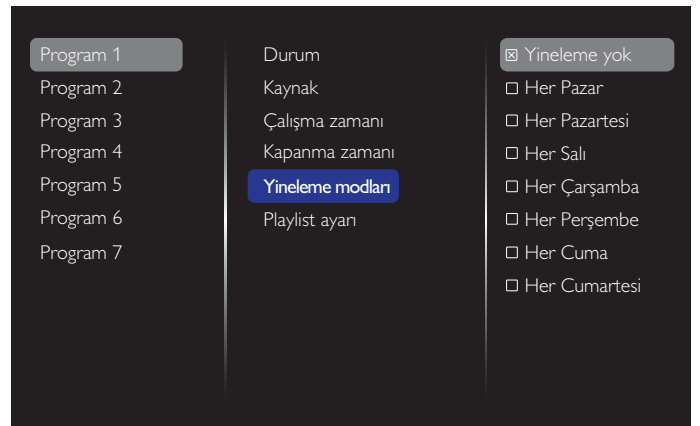 Program 1
Program 2
Program 3
Program 4
Program 5
Program 6
Program 7
Durum
Kaynak
Çalışma zamanı
Kapanma zamanı
Yineleme modları
Playlist ayarı
Yineleme yok
Her Pazar
Her Pazartesi
Her Salı
Her Çarşamba
Her Perşembe
Her Cuma
Her Cumartesi